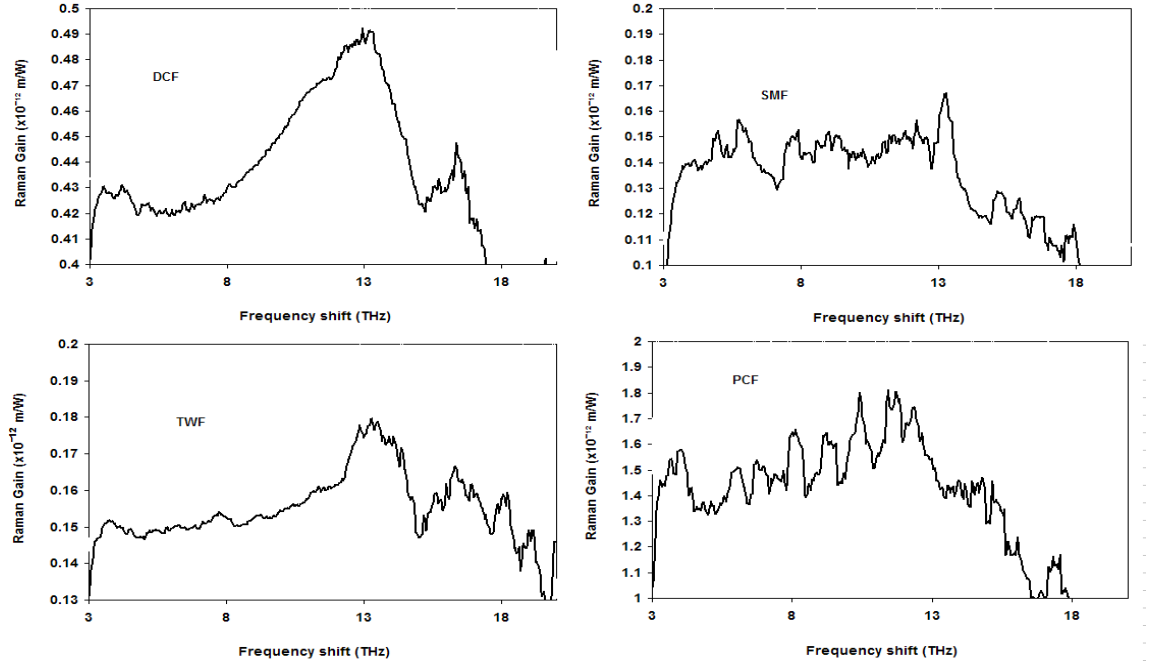 0.5
0.49
0.48
0.47
0.46
0.45
0.44
0.43
0.42
0.41
0.4
Raman Gain (x10⁻¹² m/W)
DCF
3 8 13 18
Frequency shift (THz)
0.2
0.19
0.18
0.17
0.16
0.15
0.14
0.13
0.12
0.11
0.1
Raman Gain (x10⁻¹² m/W)
SMF
3 8 13 18
Frequency shift (THz)
0.2
0.19
0.18
0.17
0.16
0.15
0.14
0.13
Raman Gain (x10⁻¹² m/W)
TWF
3 8 13 18
Frequency shift (THz)
2
1.9
1.8
1.7
1.6
1.5
1.4
1.3
1.2
1.1
1
Raman Gain (x10⁻¹² m/W)
PCF
3 8 13 18
Frequency shift (THz)